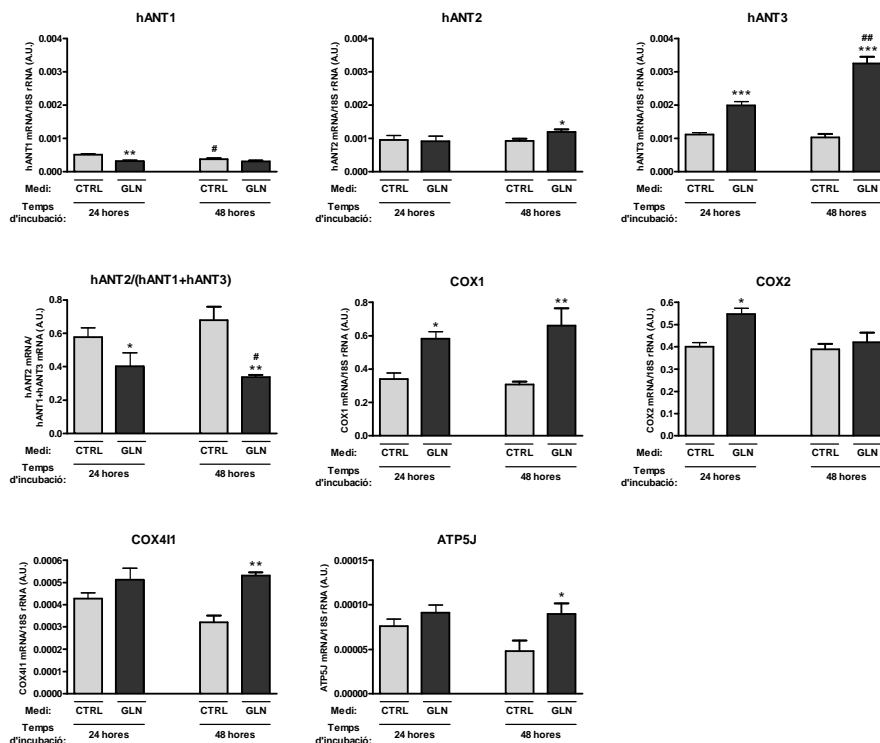 hANT1
hANT1 mRNA/18S rRNA (A.U.)
0.004
0.003
0.002
0.001
0.000
**
#
Medi:
CTRL GLN CTRL GLN
Temps
d'incubació:
24 hores 48 hores
hANT2
hANT2 mRNA/18S rRNA (A.U.)
0.004
0.003
0.002
0.001
0.000
*
CTRL GLN CTRL GLN
24 hores 48 hores
hANT3
hANT3 mRNA/18S rRNA (A.U.)
0.004
0.003
0.002
0.001
0.000
***
##
***
CTRL GLN CTRL GLN
24 hores 48 hores
hANT2/(hANT1+hANT3)
hANT2 mRNA/
hANT1+hANT3 mRNA (A.U.)
0.8
0.6
0.4
0.2
0.0
*
#
**
Medi:
CTRL GLN CTRL GLN
Temps
d'incubació:
24 hores 48 hores
COX1
COX1 mRNA/18S rRNA (A.U.)
0.8
0.6
0.4
0.2
0.0
*
**
Medi:
CTRL GLN CTRL GLN
Temps
d'incubació:
24 hores 48 hores
COX2
COX2 mRNA/18S rRNA (A.U.)
0.6
0.5
0.4
0.3
0.2
0.1
0.0
*
Medi:
CTRL GLN CTRL GLN
Temps
d'incubació:
24 hores 48 hores
COX4I1
COX4I1 mRNA/18S rRNA (A.U.)
0.0006
0.0005
0.0004
0.0003
0.0002
0.0001
0.0000
**
Medi:
CTRL GLN CTRL GLN
Temps
d'incubació:
24 hores 48 hores
ATP5J
ATP5J mRNA/18S rRNA (A.U.)
0.00015
0.00010
0.00005
0.00000
*
Medi:
CTRL GLN CTRL GLN
Temps
d'incubació:
24 hores 48 hores